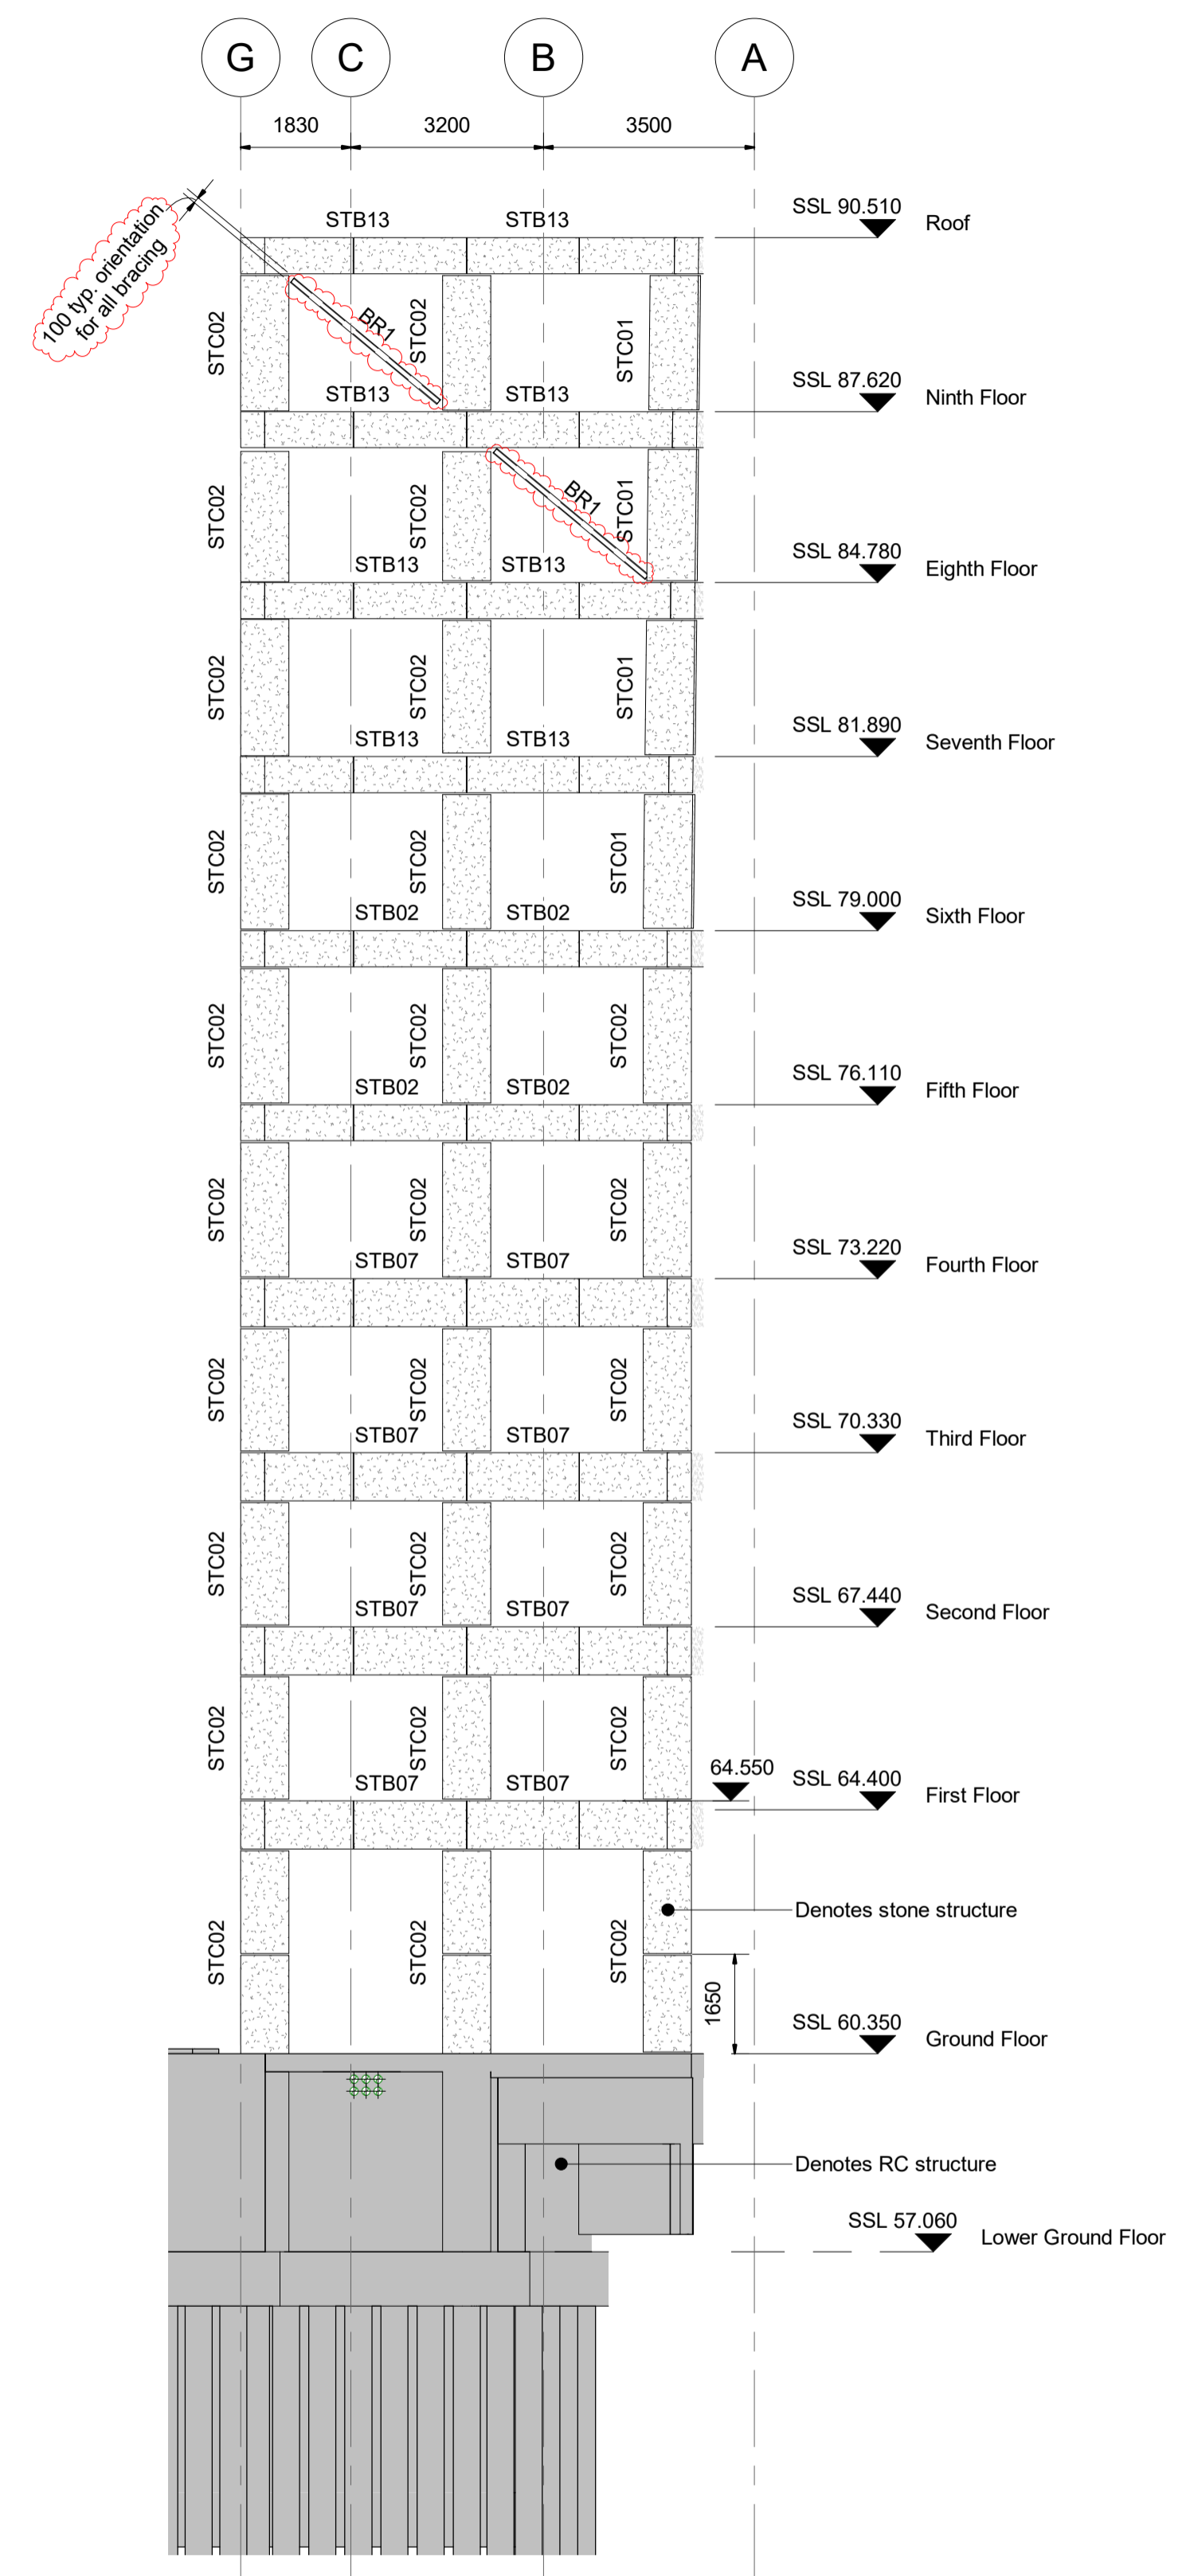 G C B A
1830 3200 3500
100 typ. orientation
for all bracing
STB13 STB13
SSL 90.510
Roof
STC02 BR1 STC02 STC01
STB13 STB13
SSL 87.620
Ninth Floor
STC02 STC02 BR1 STC01
STB13 STB13
SSL 84.780
Eighth Floor
STC02 STC02 STC01
STB13 STB13
SSL 81.890
Seventh Floor
STC02 STC02 STC01
STB02 STB02
SSL 79.000
Sixth Floor
STC02 STC02 STC02
STB02 STB02
SSL 76.110
Fifth Floor
STC02 STC02 STC02
STB07 STB07
SSL 73.220
Fourth Floor
STC02 STC02 STC02
STB07 STB07
SSL 70.330
Third Floor
STC02 STC02 STC02
STB07 STB07
SSL 67.440
Second Floor
STC02 STC02 STC02
STB07 STB07
64.550
SSL 64.400
First Floor
STC02 STC02 STC02
Denotes stone structure
1650
SSL 60.350
Ground Floor
Denotes RC structure
SSL 57.060
Lower Ground Floor